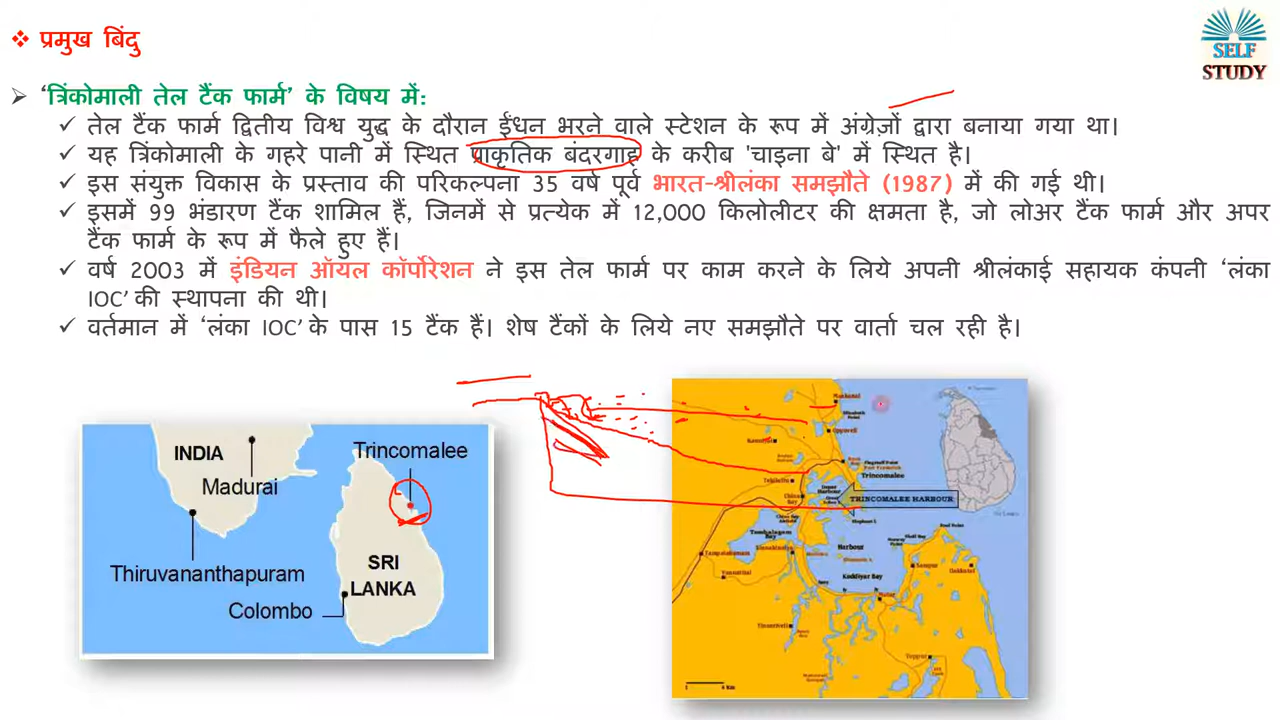 ❖ प्रमुख बिंदु
SELF
STUDY
➢ ‘त्रिंकोमाली तेल टैंक फार्म’ के विषय में:
✓ तेल टैंक फार्म द्वितीय विश्व युद्ध के दौरान ईंधन भरने वाले स्टेशन के रूप में अंग्रेज़ों द्वारा बनाया गया था।
✓ यह त्रिंकोमाली के गहरे पानी में स्थित प्राकृतिक बंदरगाह के करीब 'चाइना बे' में स्थित है।
✓ इस संयुक्त विकास के प्रस्ताव की परिकल्पना 35 वर्ष पूर्व भारत-श्रीलंका समझौते (1987) में की गई थी।
✓ इसमें 99 भंडारण टैंक शामिल हैं, जिनमें से प्रत्येक में 12,000 किलोलीटर की क्षमता है, जो लोअर टैंक फार्म और अपर
टैंक फार्म के रूप में फैले हुए हैं।
✓ वर्ष 2003 में इंडियन ऑयल कॉर्पोरेशन ने इस तेल फार्म पर काम करने के लिये अपनी श्रीलंकाई सहायक कंपनी ‘लंका
IOC’ की स्थापना की थी।
✓ वर्तमान में ‘लंका IOC’ के पास 15 टैंक हैं। शेष टैंकों के लिये नए समझौते पर वार्ता चल रही है।
INDIA
Trincomalee
Madurai
SRI
LANKA
Thiruvananthapuram
Colombo
Trincomalee
TRINCOMALEE HARBOUR
China
Bay
Harbour
Koddiyar Bay